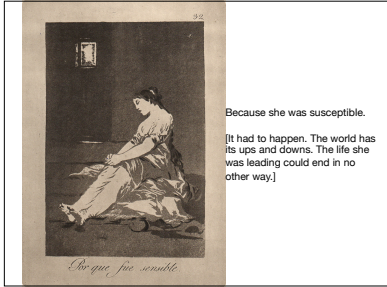 32
Por que fue sensible.
Because she was susceptible.
[It had to happen. The world has
its ups and downs. The life she
was leading could end in no
other way.]